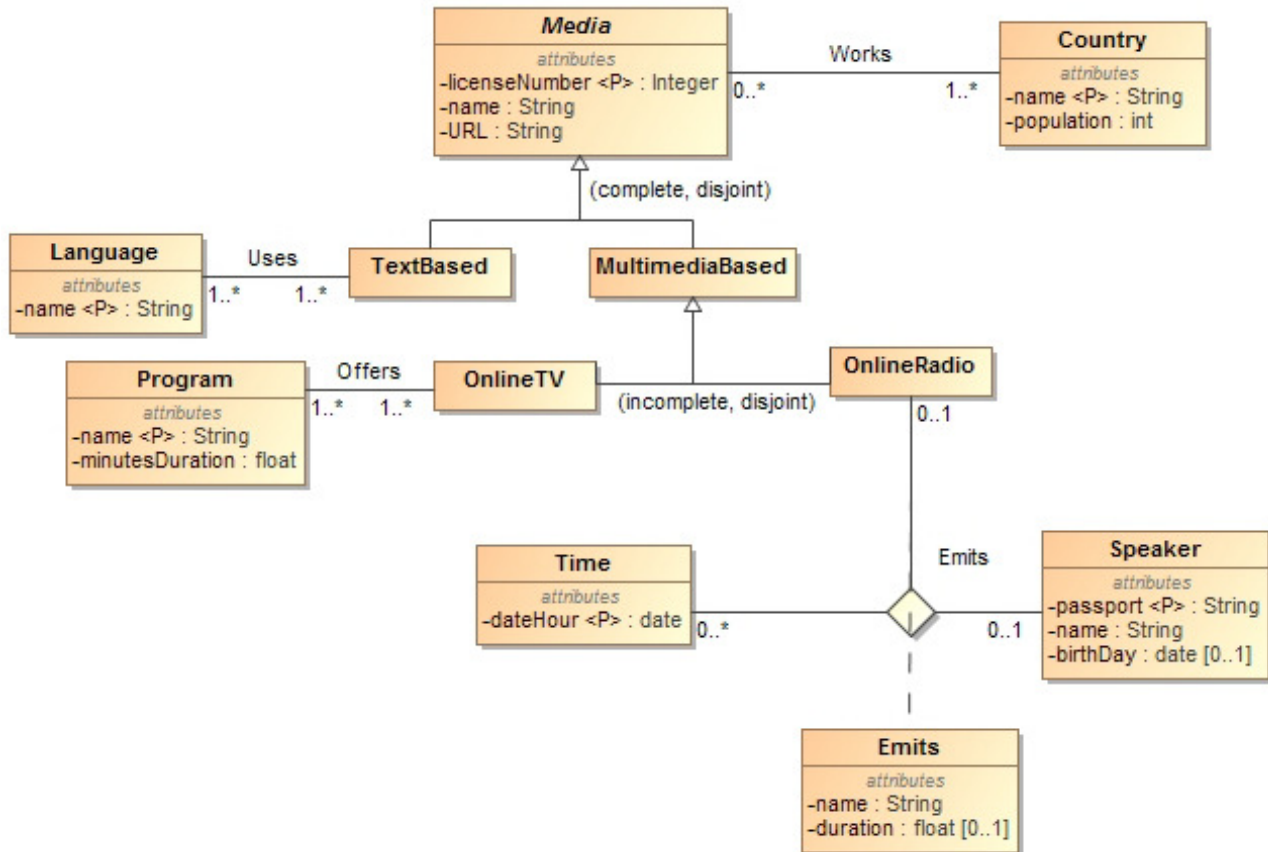 Media
attributes
-licenseNumber <P> : Integer
-name : String
-URL : String
Works
0..*
1..*
Country
attributes
-name <P> : String
-population : int
(complete, disjoint)
Language
attributes
-name <P> : String
Uses
1..*
1..*
TextBased
MultimediaBased
Program
attributes
-name <P> : String
-minutesDuration : float
Offers
1..*
1..*
OnlineTV
(incomplete, disjoint)
OnlineRadio
0..1
Time
attributes
-dateHour <P> : date
0..*
Emits
0..1
Speaker
attributes
-passport <P> : String
-name : String
-birthDay : date [0..1]
Emits
attributes
-name : String
-duration : float [0..1]